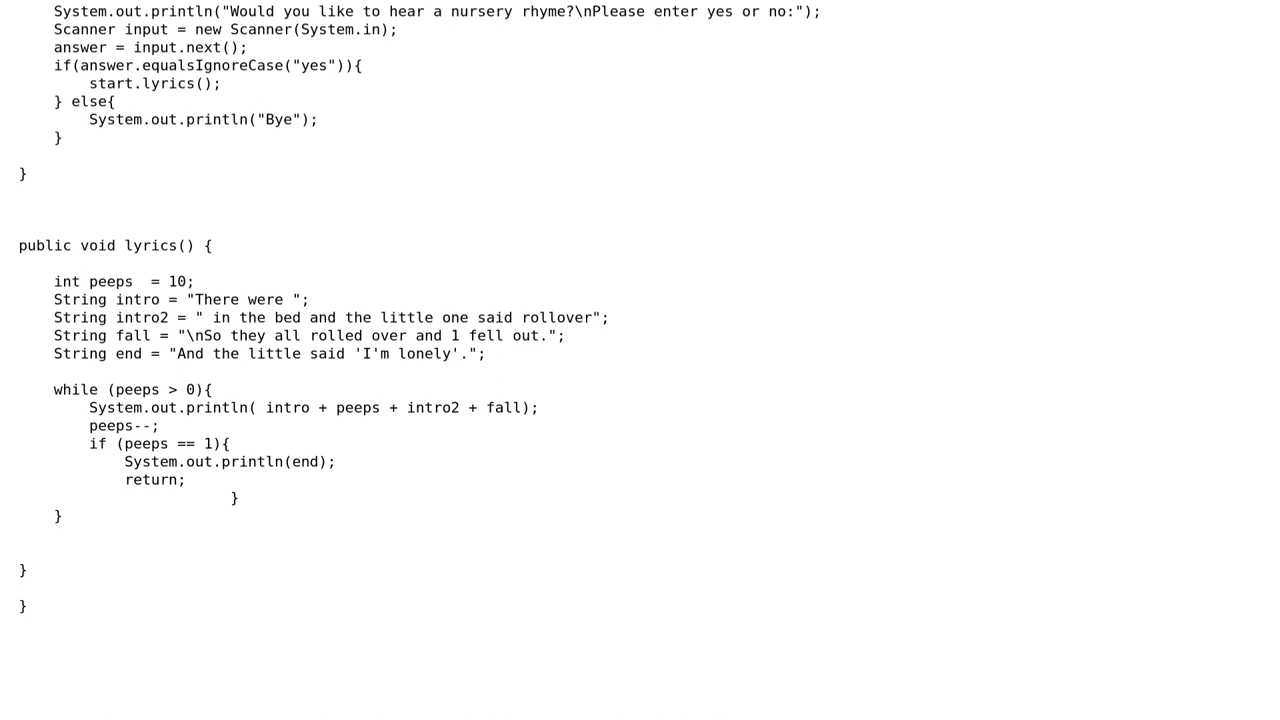 System.out.println("Would you like to hear a nursery rhyme?\nPlease enter yes or no:");
Scanner input = new Scanner(System.in);
answer = input.next();
if(answer.equalsIgnoreCase("yes")){
start.lyrics();
} else{
System.out.println("Bye");
}
}
public void lyrics() {
int peeps  = 10;
String intro = "There were ";
String intro2 = " in the bed and the little one said rollover";
String fall = "\nSo they all rolled over and 1 fell out.";
String end = "And the little said 'I'm lonely'.";
while (peeps > 0){
System.out.println( intro + peeps + intro2 + fall);
peeps--;
if (peeps == 1){
System.out.println(end);
return;
}
}
}
}